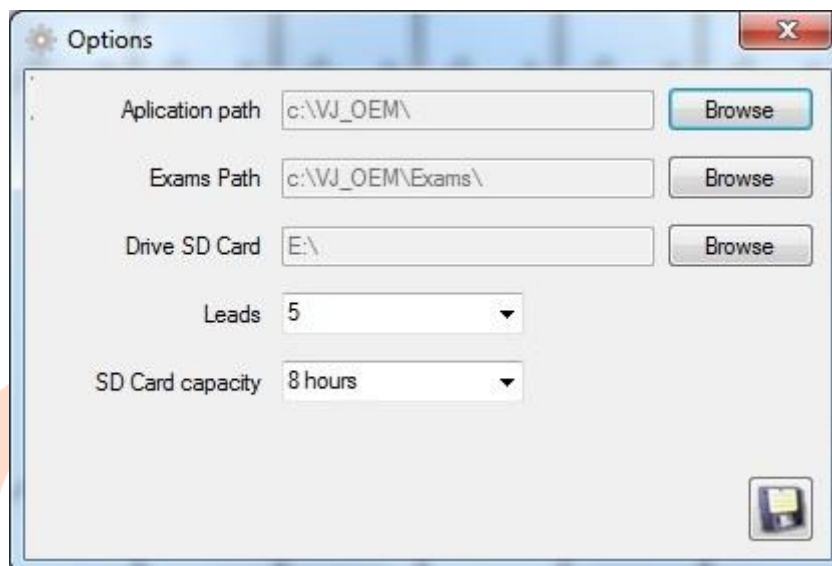 Options
Aplication path c:\VJ_OEM\ Browse
Exams Path c:\VJ_OEM\Exams\ Browse
Drive SD Card E:\ Browse
Leads 5
SD Card capacity 8 hours